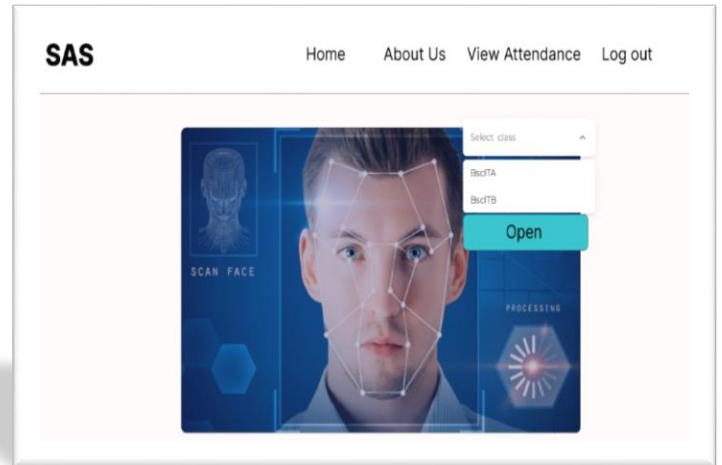 SAS
Home About Us View Attendance Log out
Select class
BscITA
BscITB
Open
SCAN FACE
PROCESSING